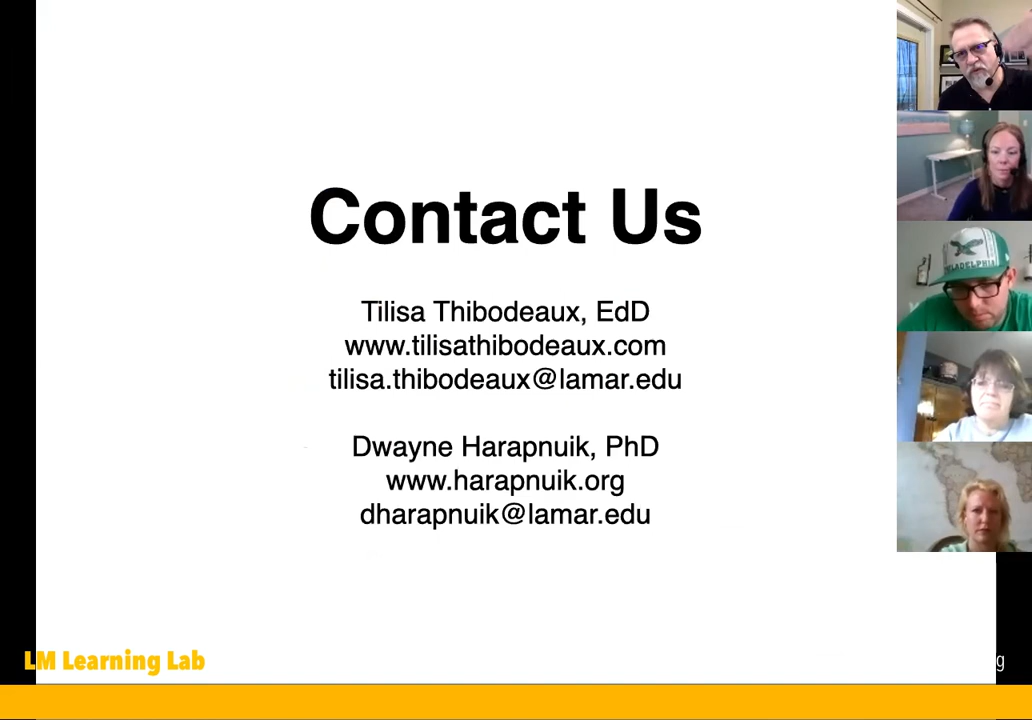 Contact Us
Tilisa Thibodeaux, EdD
www.tilisathibodeaux.com
tilisa.thibodeaux@lamar.edu
Dwayne Harapnuik, PhD
www.harapnuik.org
dharapnuik@lamar.edu
PHILADELPHIA
LM Learning Lab
g